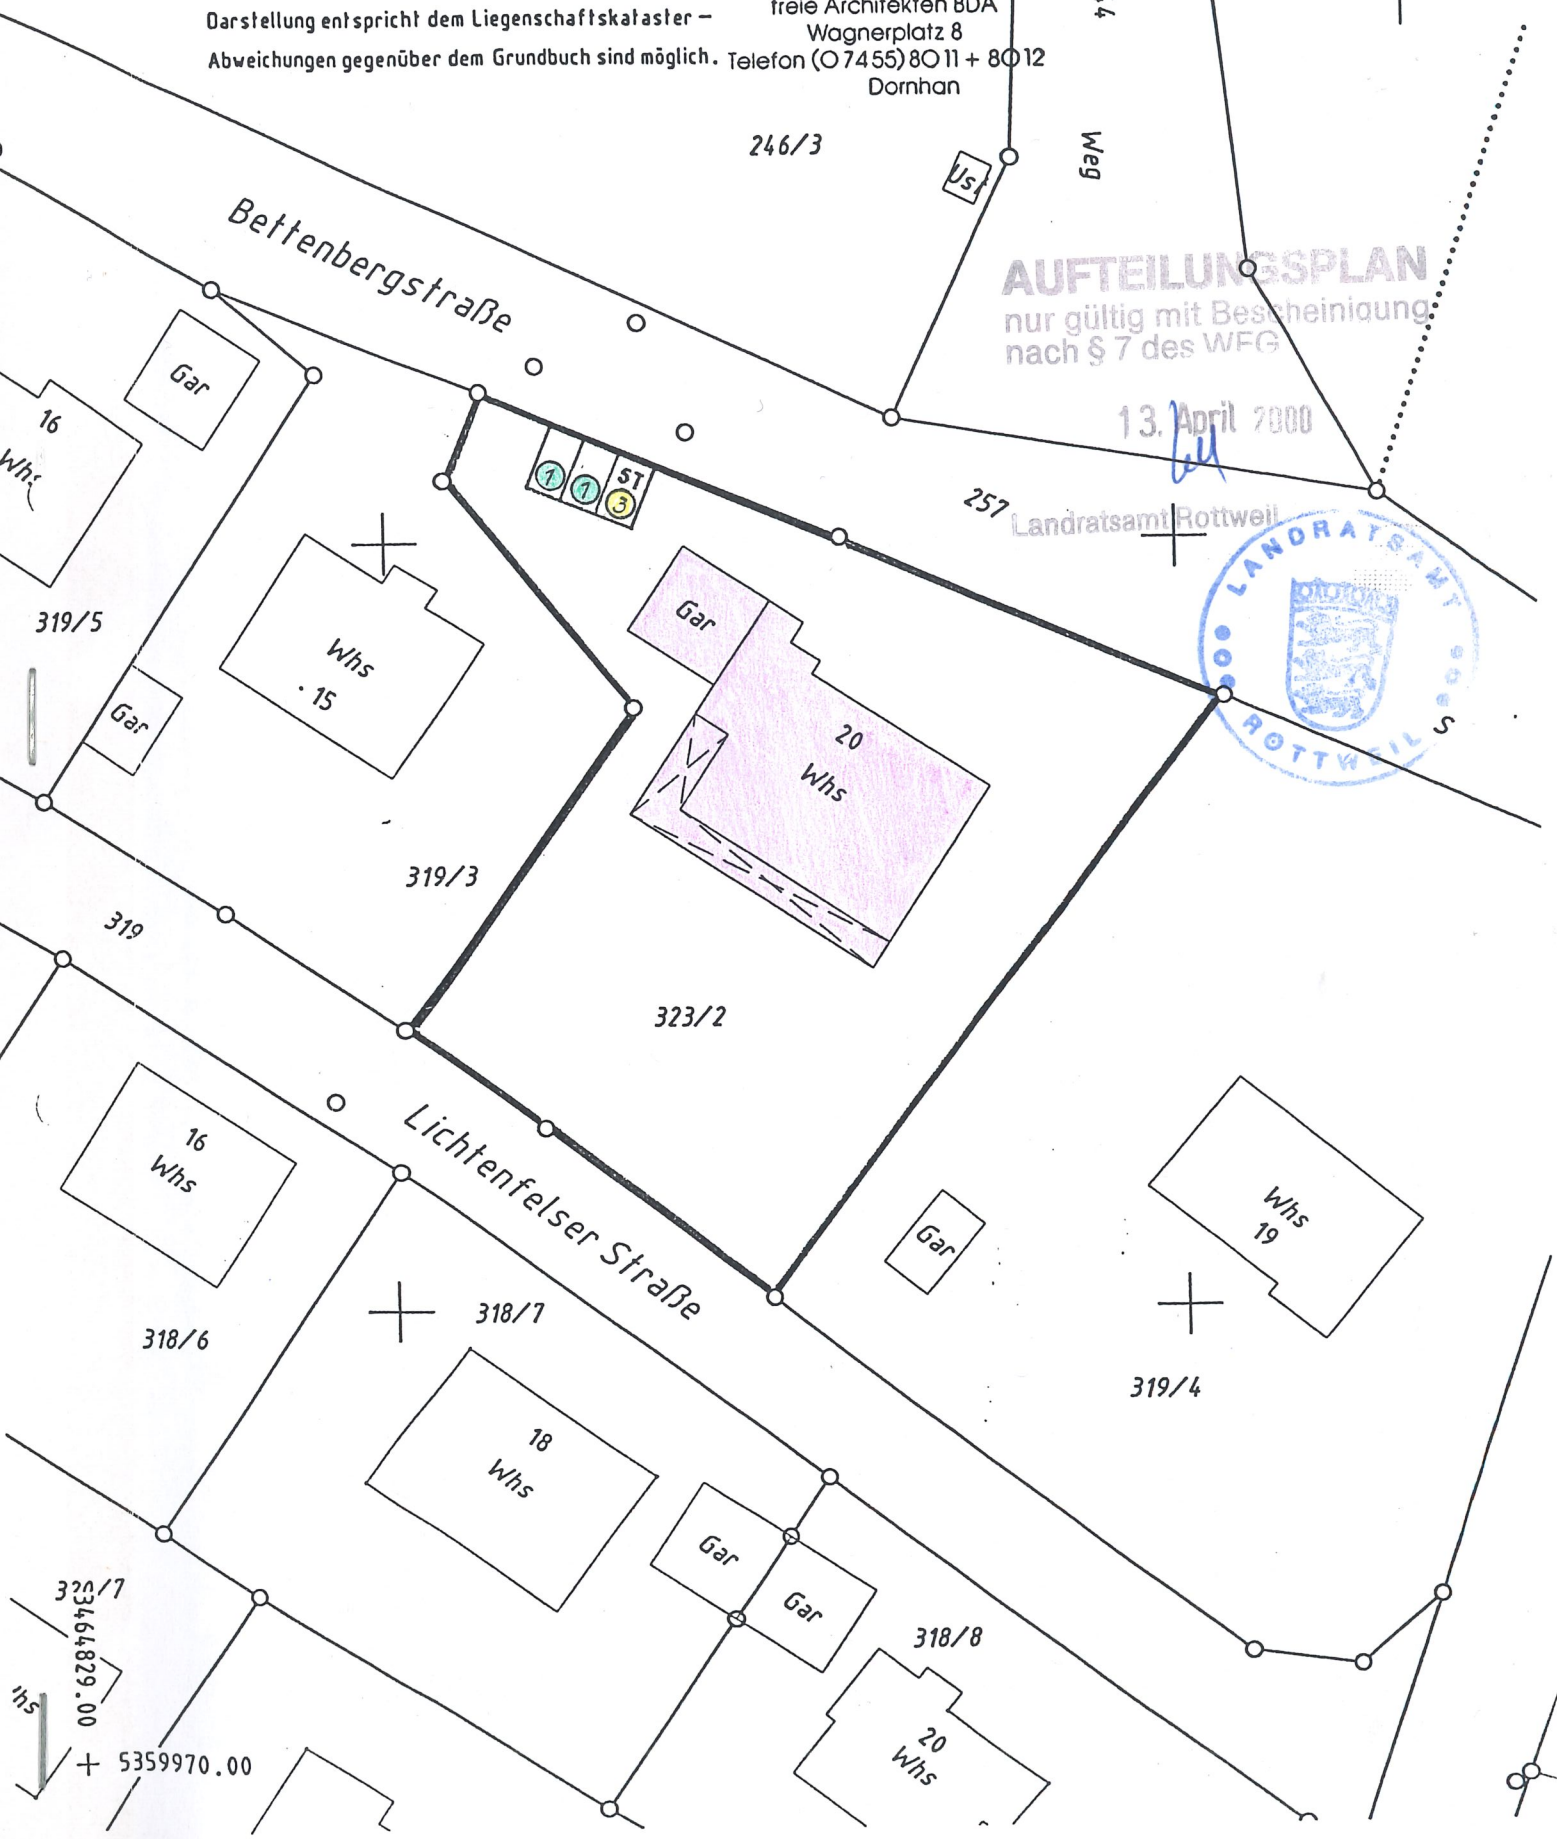 Darstellung entspricht dem Liegenschaftskataster –
Abweichungen gegenüber dem Grundbuch sind möglich.
freie Architekten BDA
Wagnerplatz 8
Telefon (07455) 8011 + 8012
Dornhan
246/3
Weg
Ust
Bettenbergstraße
AUFTEILUNGSPLAN
nur gültig mit Bescheinigung
nach § 7 des WEG
13. April 2000
Landratsamt Rottweil
257
LANDRATSAMT
ROTTWEIL
S
Gar
16
Whs
319/5
1
1
ST
3
Whs
15
Gar
Gar
20
Whs
319/3
319
323/2
Lichtenfelser Straße
16
Whs
318/6
318/7
18
Whs
Gar
Whs
19
319/4
Gar
Gar
318/8
20
Whs
3464829.00
+ 5359970.00